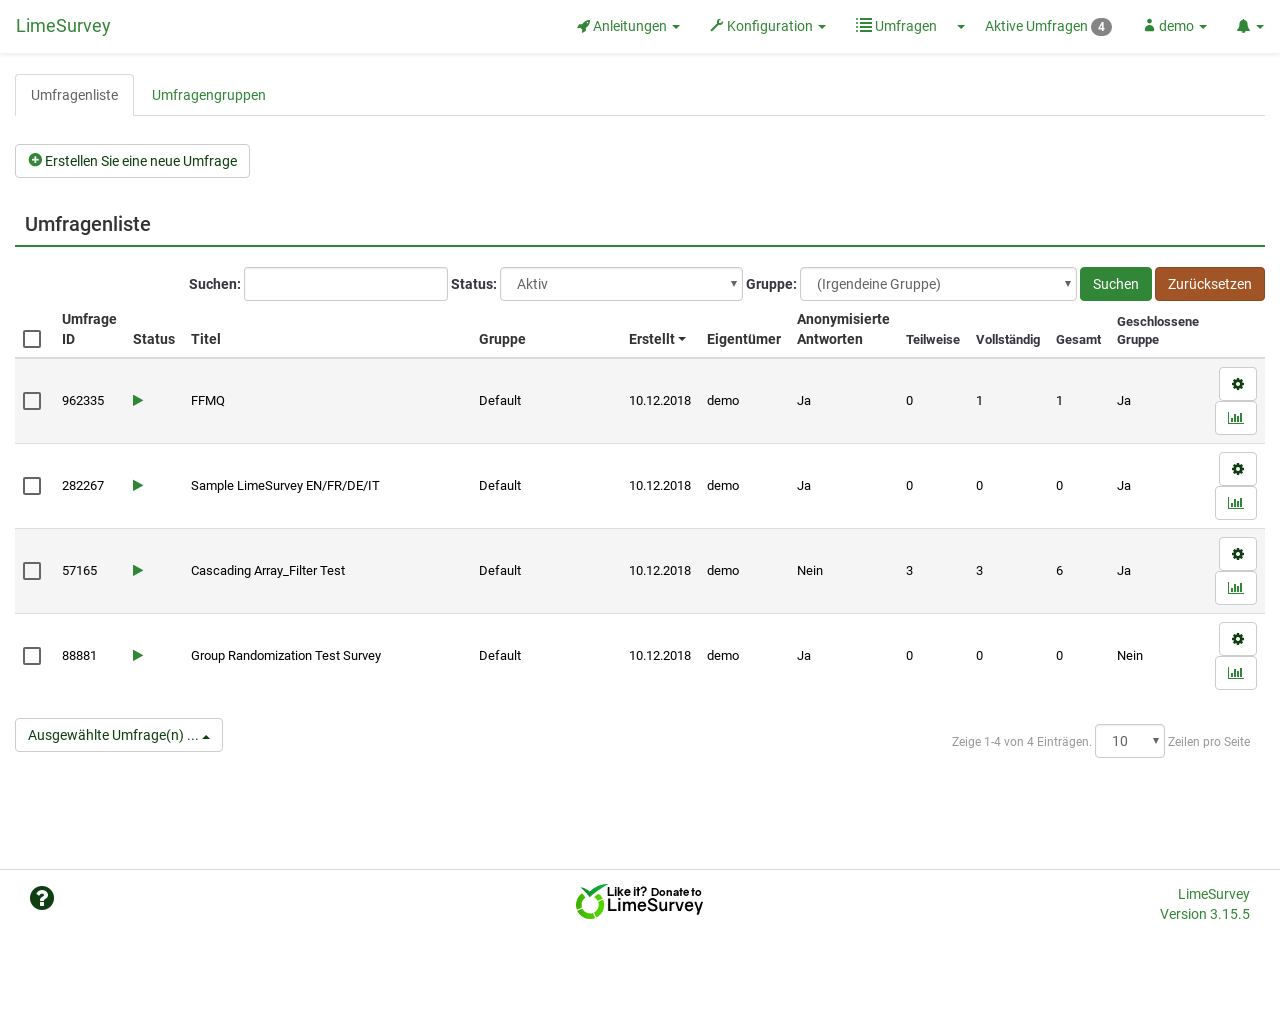 LimeSurvey Anleitungen Konfiguration Umfragen Aktive Umfragen 4 demo
Umfragenliste Umfragengruppen
Erstellen Sie eine neue Umfrage
Umfragenliste
Suchen: Status: Aktiv Gruppe: (Irgendeine Gruppe) Suchen Zurücksetzen
Umfrage ID Status Titel Gruppe Erstellt Eigentümer Anonymisierte Antworten Teilweise Vollständig Gesamt Geschlossene Gruppe
962335 FFMQ Default 10.12.2018 demo Ja 0 1 1 Ja
282267 Sample LimeSurvey EN/FR/DE/IT Default 10.12.2018 demo Ja 0 0 0 Ja
57165 Cascading Array_Filter Test Default 10.12.2018 demo Nein 3 3 6 Ja
88881 Group Randomization Test Survey Default 10.12.2018 demo Ja 0 0 0 Nein
Ausgewählte Umfrage(n) ... Zeige 1-4 von 4 Einträgen. 10 Zeilen pro Seite
Like it? Donate to
LimeSurvey
LimeSurvey
Version 3.15.5